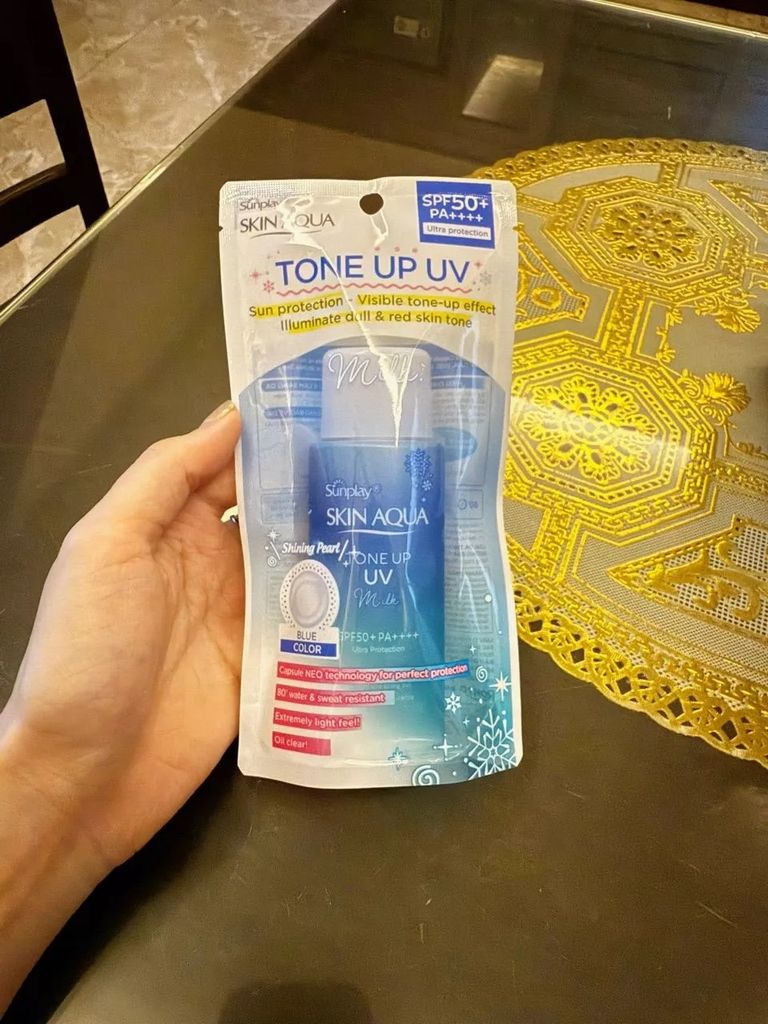 Sunplay
SKIN AQUA
SPF50+
PA++++
Ultra protection
TONE UP UV
Sun protection - Visible tone-up effect
Illuminate dull & red skin tone
Milk
Sunplay
SKIN AQUA
Shining Pearl
TONE UP
UV
Milk
BLUE
COLOR
SPF50+ PA++++
Ultra Protection
Capsule NEO technology for perfect protection
80' water & sweat resistant
Extremely light feel!
Oil clear!